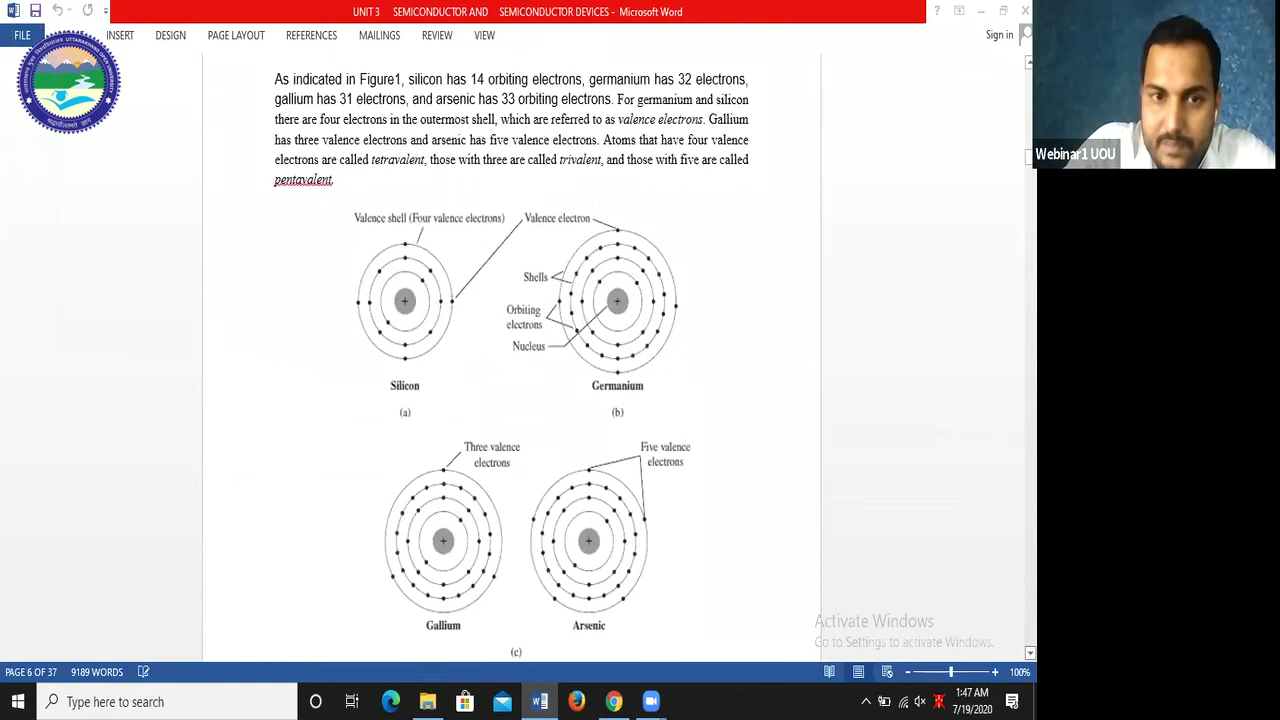 UNIT 3 SEMICONDUCTOR AND SEMICONDUCTOR DEVICES - Microsoft Word
FILE INSERT DESIGN PAGE LAYOUT REFERENCES MAILINGS REVIEW VIEW Sign in
As indicated in Figure1, silicon has 14 orbiting electrons, germanium has 32 electrons,
gallium has 31 electrons, and arsenic has 33 orbiting electrons. For germanium and silicon
there are four electrons in the outermost shell, which are referred to as valence electrons. Gallium
has three valence electrons and arsenic has five valence electrons. Atoms that have four valence
electrons are called tetravalent, those with three are called trivalent, and those with five are called
pentavalent.
Webinar1 UOU
Valence shell (Four valence electrons)
Valence electron
Shells
Orbiting
electrons
Nucleus
Silicon
Germanium
(a)
(b)
Three valence
electrons
Five valence
electrons
Gallium
Arsenic
(c)
Activate Windows
Go to Settings to activate Windows.
PAGE 6 OF 37 9189 WORDS 100%
Type here to search
1:47 AM
7/19/2020